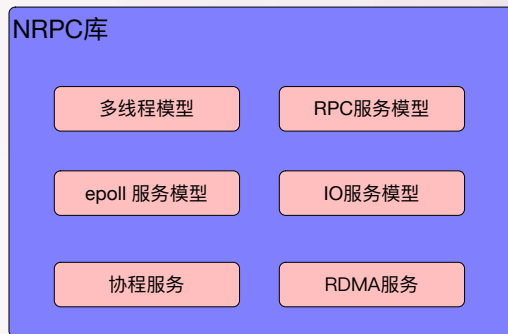 NRPC库
多线程模型
RPC服务模型
epoll 服务模型
IO服务模型
协程服务
RDMA服务